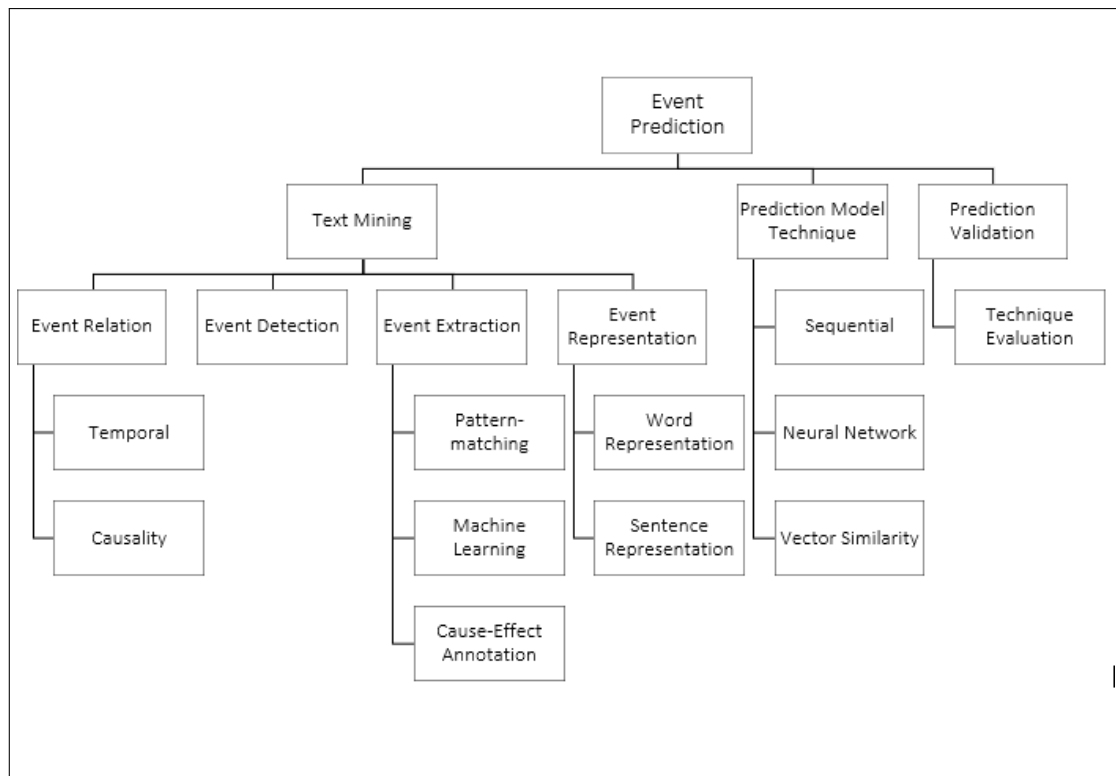 Event
Prediction
Text Mining
Prediction Model
Technique
Prediction
Validation
Event Relation
Event Detection
Event Extraction
Event
Representation
Sequential
Technique
Evaluation
Temporal
Pattern-
matching
Word
Representation
Neural Network
Causality
Machine
Learning
Sentence
Representation
Vector Similarity
Cause-Effect
Annotation